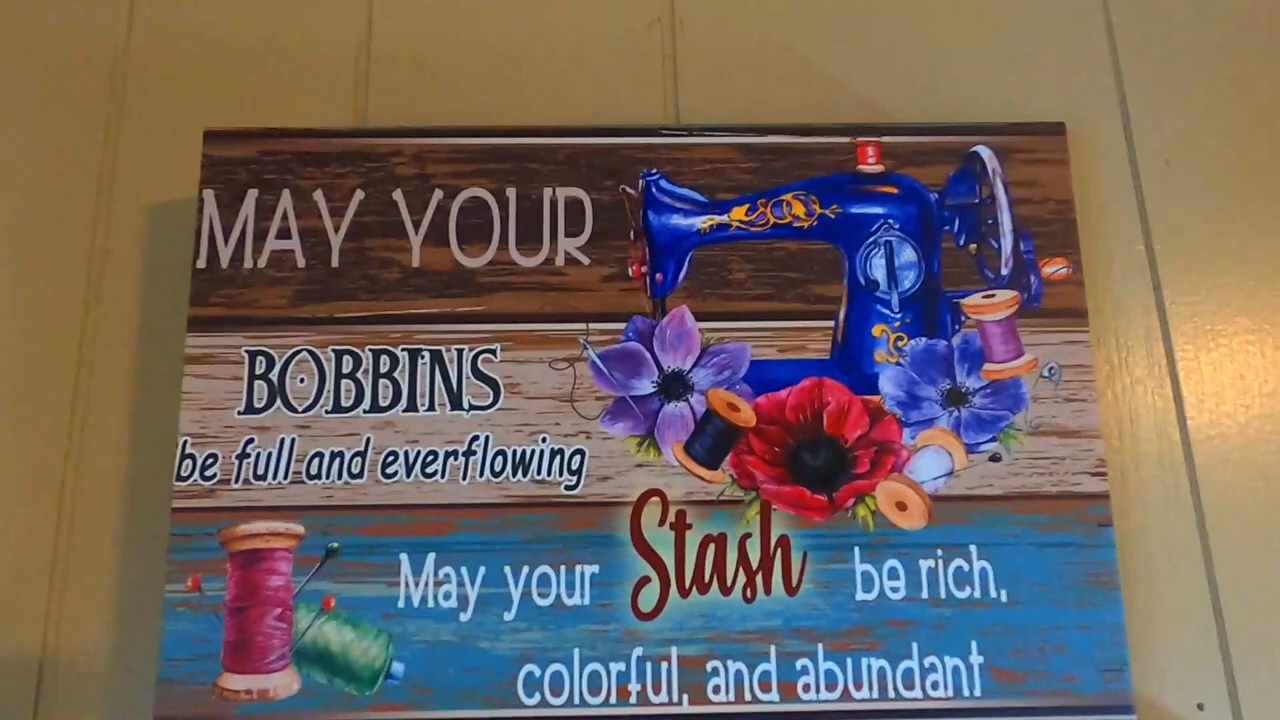 MAY YOUR
BOBBINS
be full and everflowing
May your Stash be rich,
colorful, and abundant